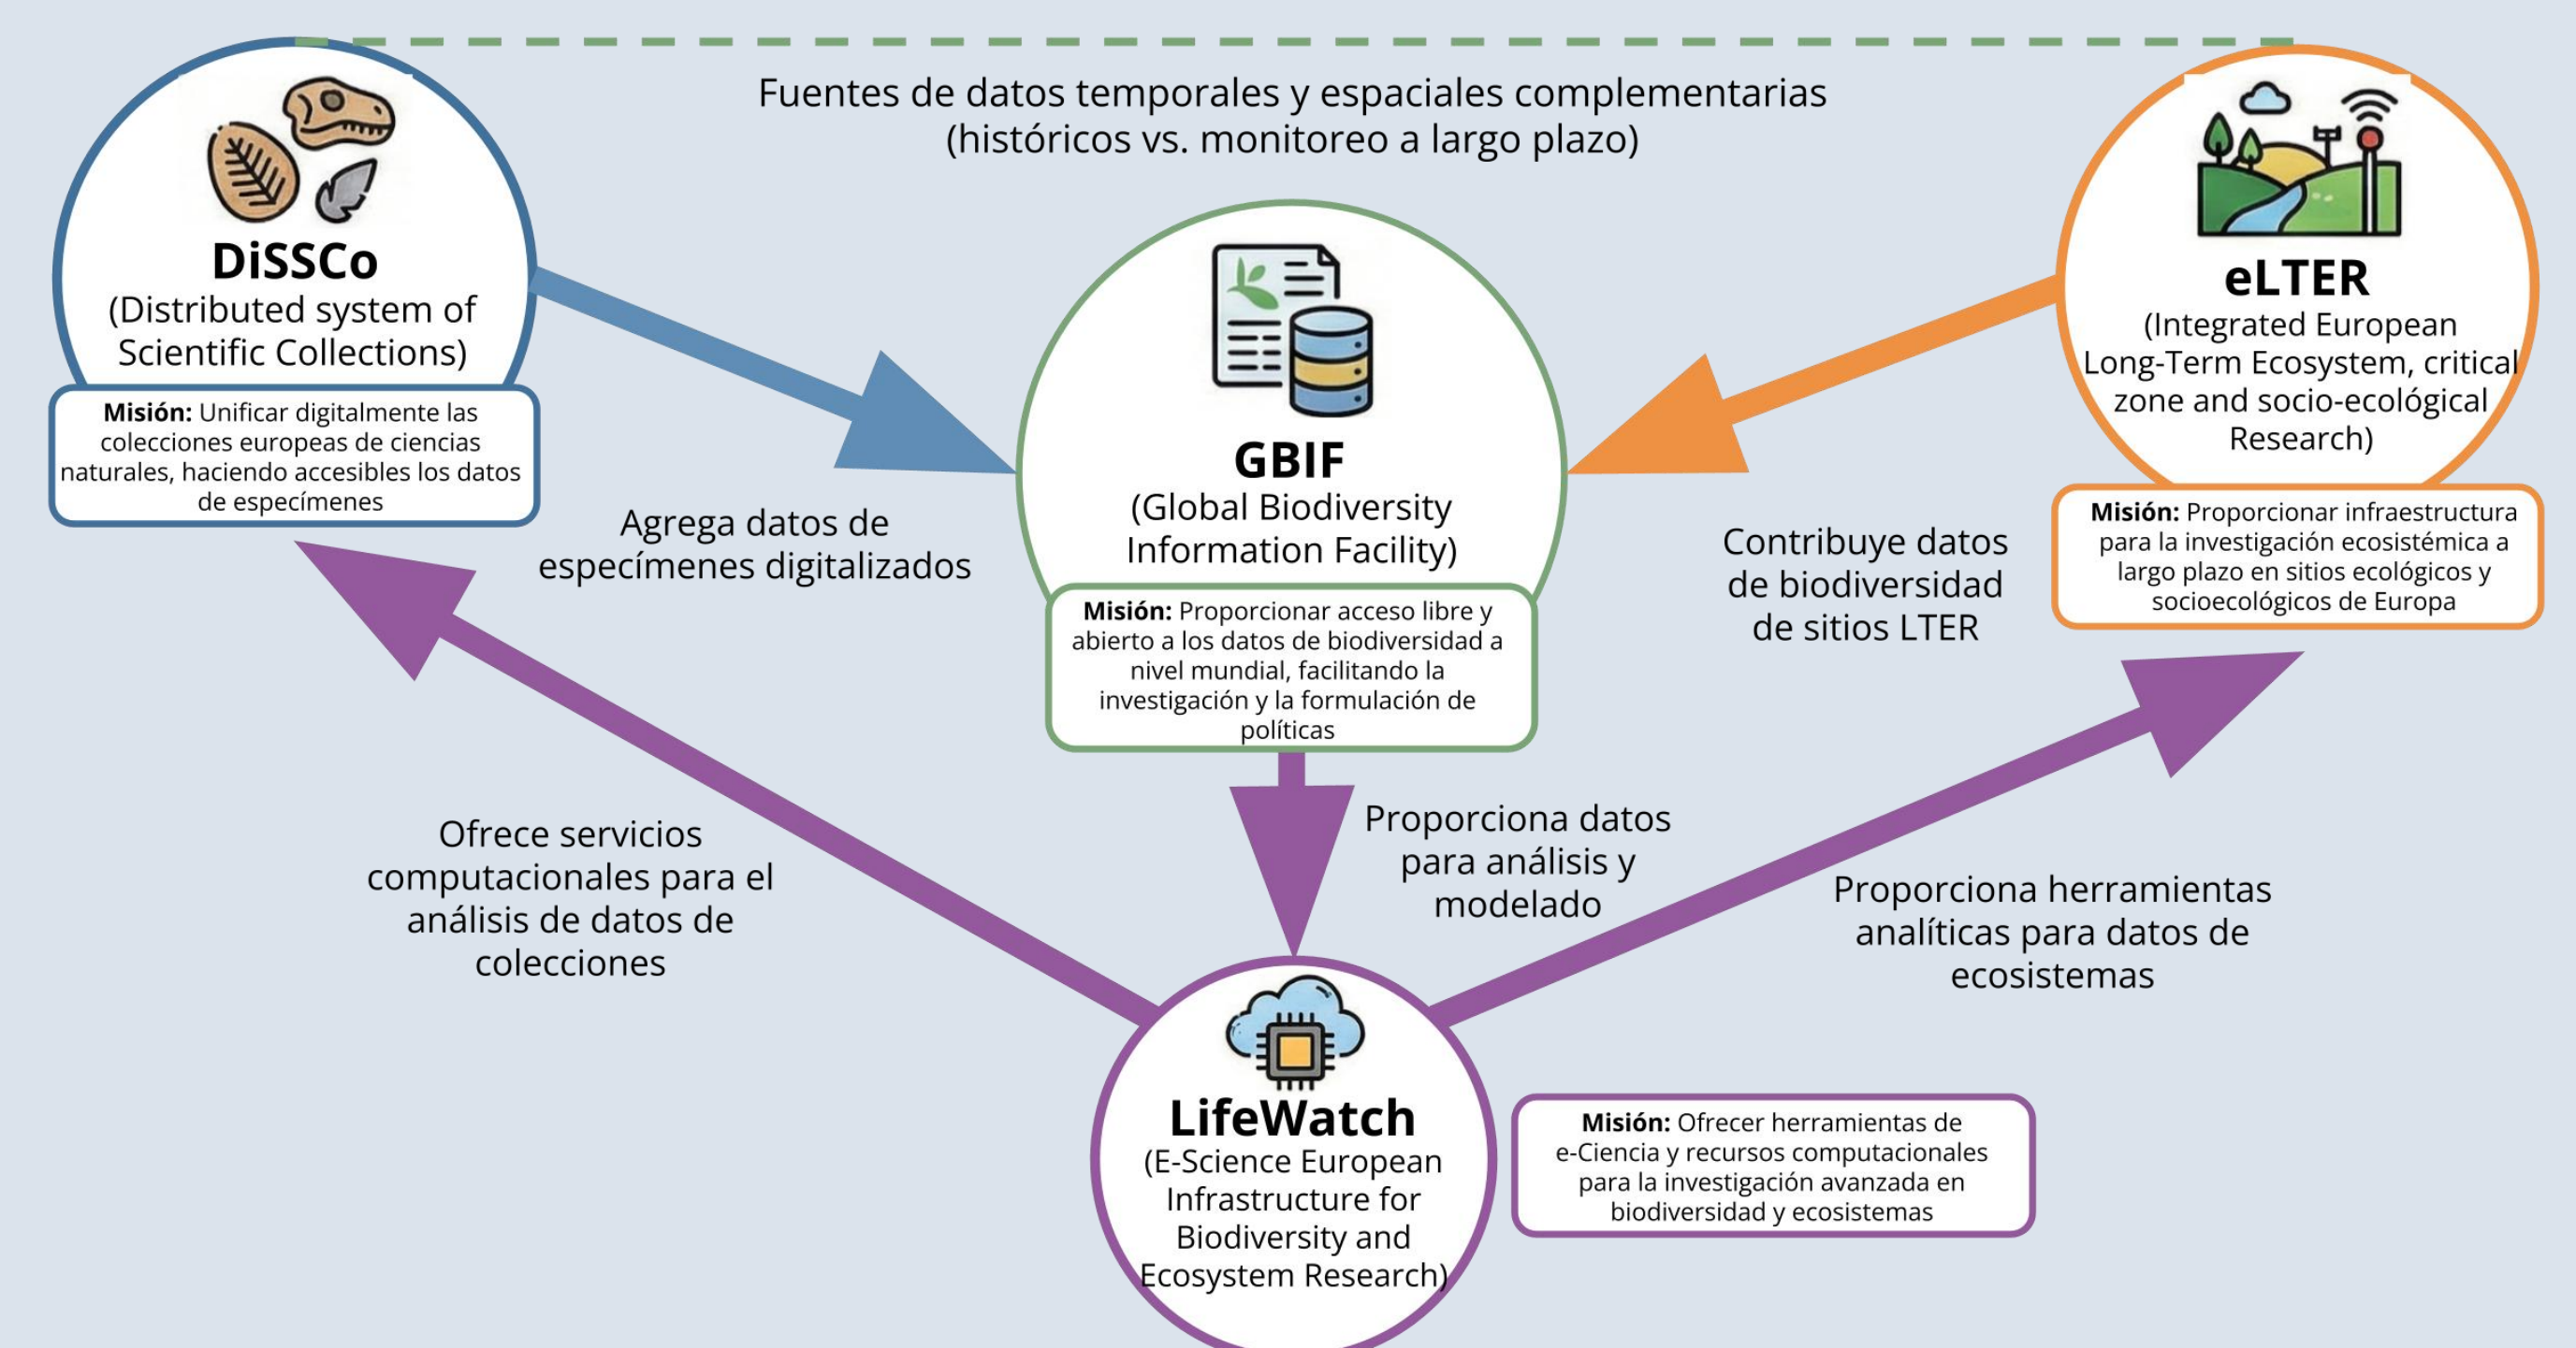 Fuentes de datos temporales y espaciales complementarias
(históricos vs. monitoreo a largo plazo)
DiSSCo
(Distributed system of
Scientific Collections)
Misión: Unificar digitalmente las
colecciones europeas de ciencias
naturales, haciendo accesibles los datos
de especímenes
eLTER
(Integrated European
Long-Term Ecosystem, critical
zone and socio-ecológical
Research)
Misión: Proporcionar infraestructura
para la investigación ecosistémica a
largo plazo en sitios ecológicos y
socioecológicos de Europa
GBIF
(Global Biodiversity
Information Facility)
Misión: Proporcionar acceso libre y
abierto a los datos de biodiversidad a
nivel mundial, facilitando la
investigación y la formulación de
políticas
Agrega datos de
especímenes digitalizados
Contribuye datos
de biodiversidad
de sitios LTER
Ofrece servicios
computacionales para el
análisis de datos de
colecciones
Proporciona datos
para análisis y
modelado
Proporciona herramientas
analíticas para datos de
ecosistemas
LifeWatch
(E-Science European
Infrastructure for
Biodiversity and
Ecosystem Research)
Misión: Ofrecer herramientas de
e-Ciencia y recursos computacionales
para la investigación avanzada en
biodiversidad y ecosistemas